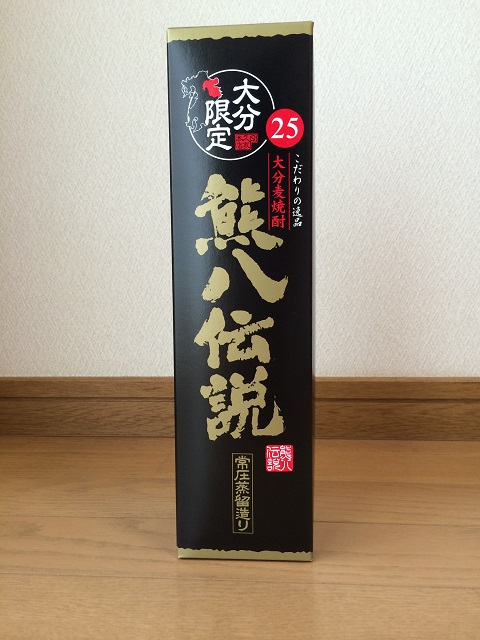 大分
限定
25
こだわりの逸品
大分麦焼酎
熊八伝説
熊八
伝説
常圧蒸留造り